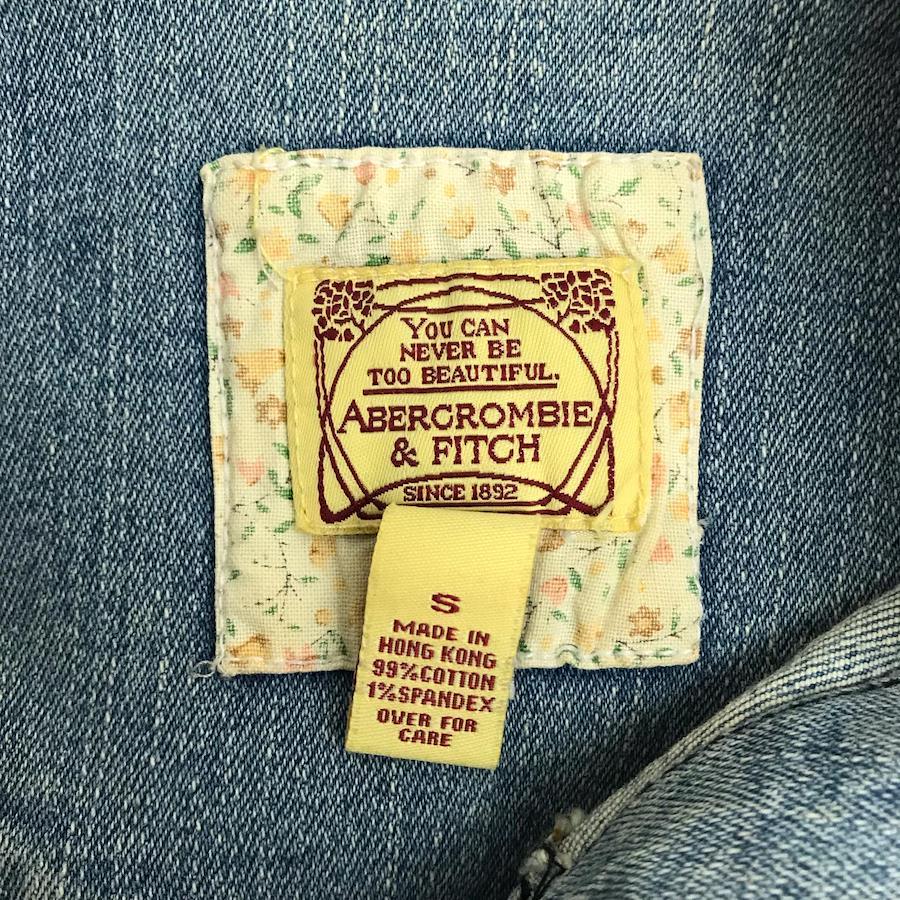 YOU CAN
NEVER BE
TOO BEAUTIFUL.
ABERCROMBIE
& FITCH
SINCE 1892
S
MADE IN
HONG KONG
99%COTTON
1%SPANDEX
OVER FOR
CARE